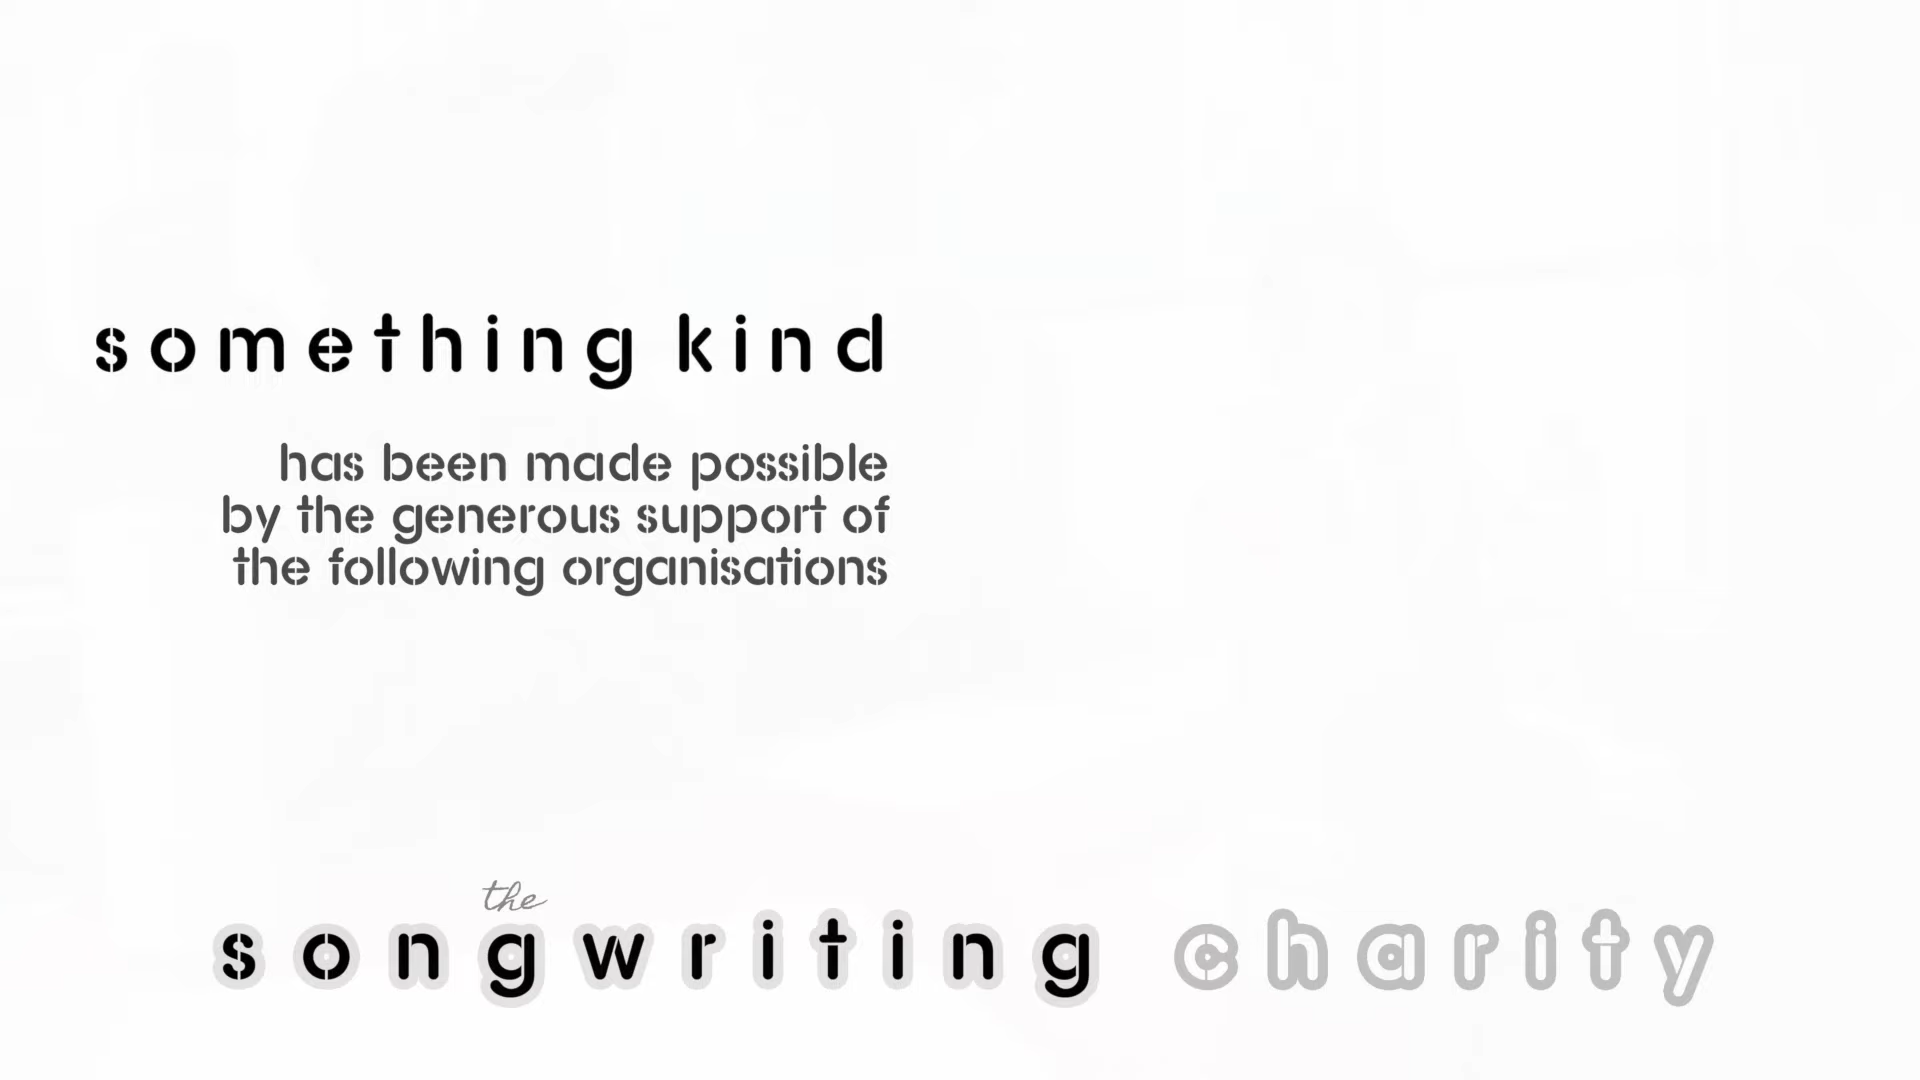 something kind
has been made possible
by the generous support of
the following organisations
the
songwriting charity